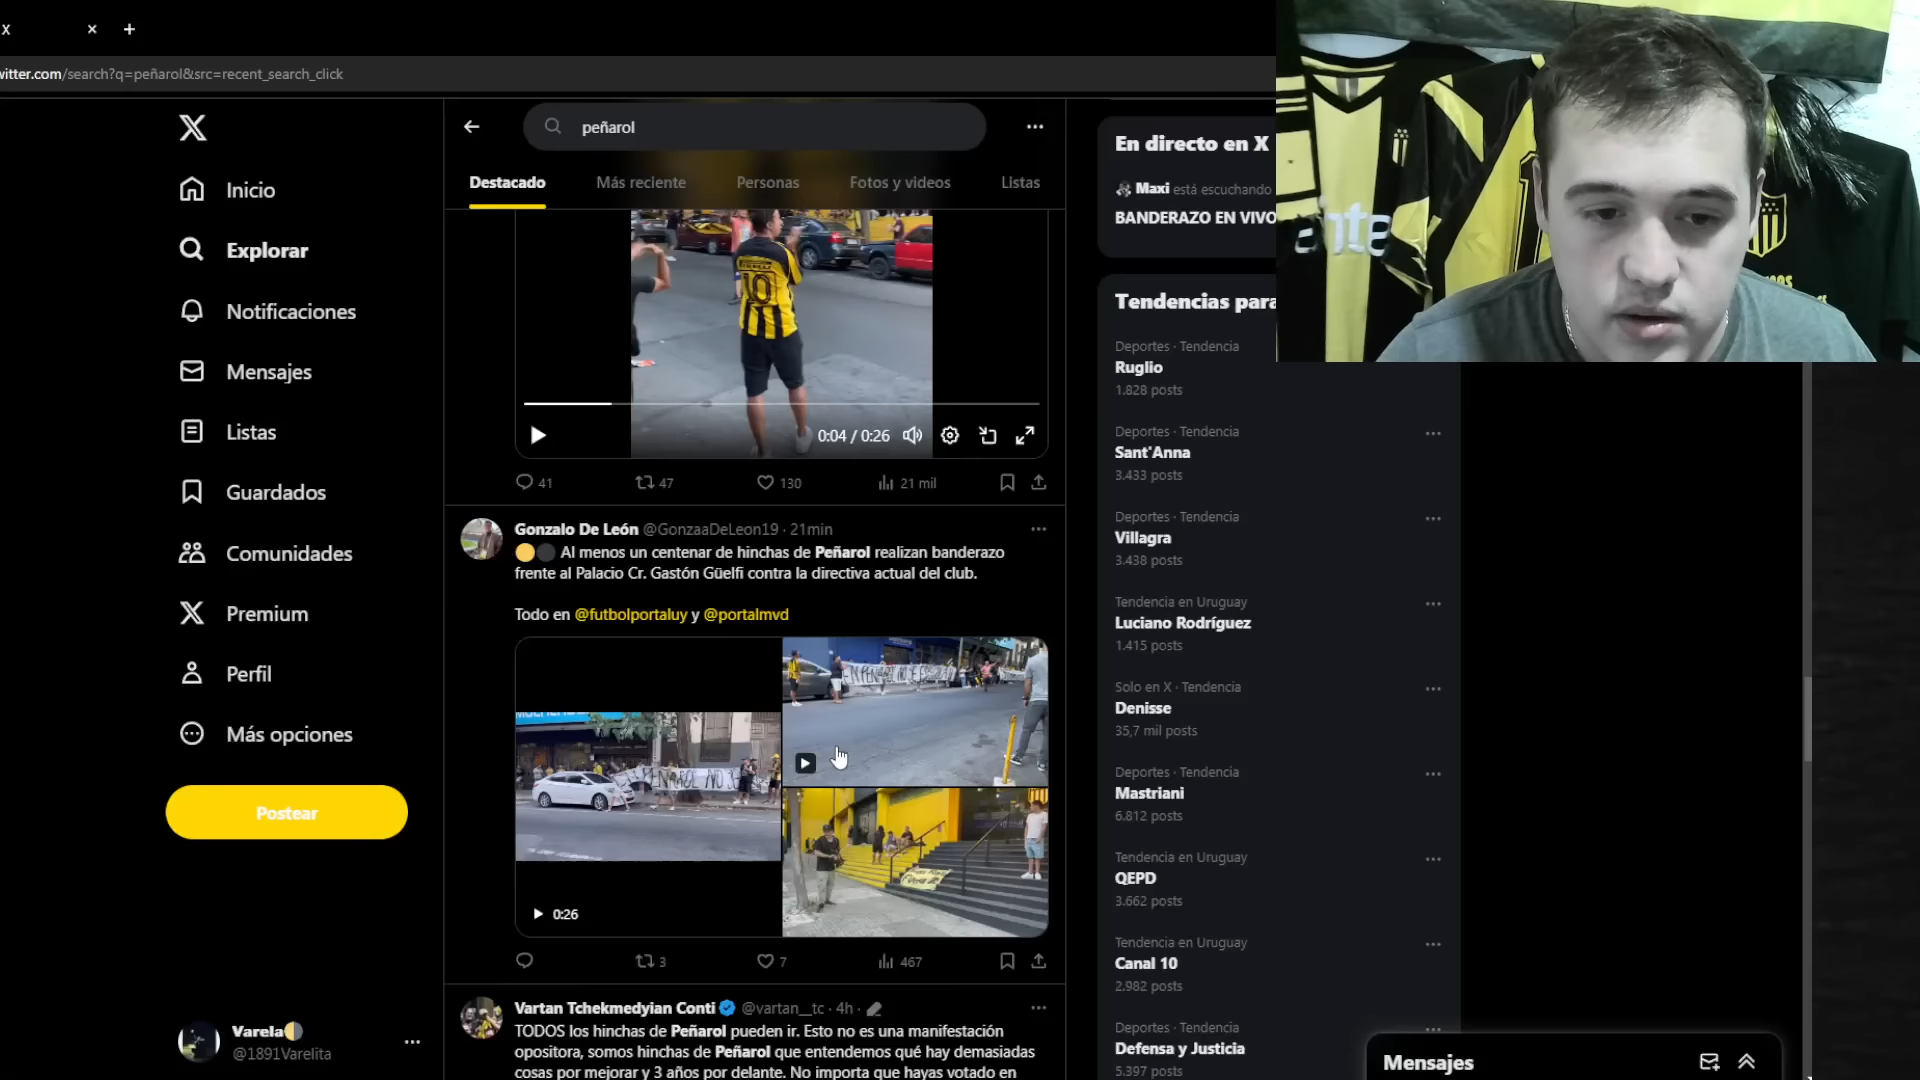 X
witter.com/search?q=peñarol&src=recent_search_click
peñarol
Destacado
Más reciente
Personas
Fotos y videos
Listas
Inicio
Explorar
Notificaciones
Mensajes
Listas
Guardados
Comunidades
Premium
Perfil
Más opciones
Postear
Varela
@1891Varelita
10
0:04 / 0:26
41
47
130
21 mil
Gonzalo De León @GonzaaDeLeon19 · 21min
Al menos un centenar de hinchas de Peñarol realizan banderazo
frente al Palacio Cr. Gastón Güelfi contra la directiva actual del club.
Todo en @futbolportaluy y @portalmvd
0:26
3
7
467
Vartan Tchekmedyian Conti @vartan__tc · 4h ·
TODOS los hinchas de Peñarol pueden ir. Esto no es una manifestación
opositora, somos hinchas de Peñarol que entendemos qué hay demasiadas
cosas por mejorar y 3 años por delante. No importa que hayas votado en
En directo en X
Maxi está escuchando
BANDERAZO EN VIVO
Tendencias para
Deportes · Tendencia
Ruglio
1.828 posts
Deportes · Tendencia
Sant'Anna
3.433 posts
Deportes · Tendencia
Villagra
3.438 posts
Tendencia en Uruguay
Luciano Rodríguez
1.415 posts
Solo en X · Tendencia
Denisse
35,7 mil posts
Deportes · Tendencia
Mastriani
6.812 posts
Tendencia en Uruguay
QEPD
3.662 posts
Tendencia en Uruguay
Canal 10
2.982 posts
Deportes · Tendencia
Defensa y Justicia
5.397 posts
Mensajes